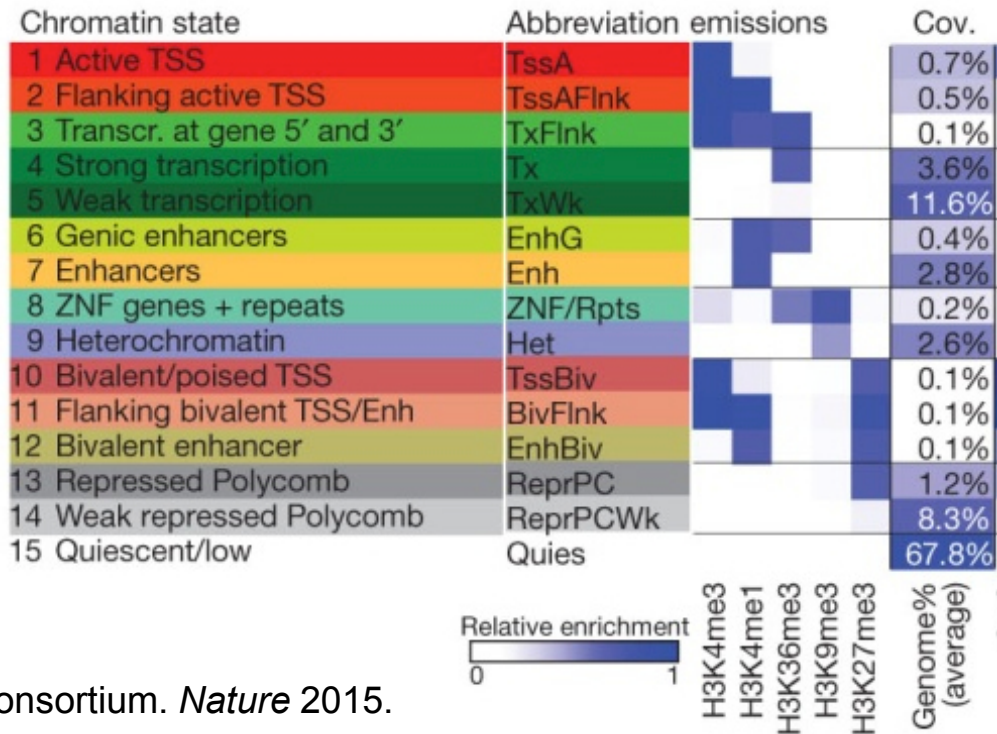 Chromatin state Abbreviation emissions Cov.
1 Active TSS TssA 0.7%
2 Flanking active TSS TssAFlnk 0.5%
3 Transcr. at gene 5′ and 3′ TxFlnk 0.1%
4 Strong transcription Tx 3.6%
5 Weak transcription TxWk 11.6%
6 Genic enhancers EnhG 0.4%
7 Enhancers Enh 2.8%
8 ZNF genes + repeats ZNF/Rpts 0.2%
9 Heterochromatin Het 2.6%
10 Bivalent/poised TSS TssBiv 0.1%
11 Flanking bivalent TSS/Enh BivFlnk 0.1%
12 Bivalent enhancer EnhBiv 0.1%
13 Repressed Polycomb ReprPC 1.2%
14 Weak repressed Polycomb ReprPCWk 8.3%
15 Quiescent/low Quies 67.8%
Relative enrichment
0 1
H3K4me3
H3K4me1
H3K36me3
H3K9me3
H3K27me3
Genome%
(average)
onsortium. Nature 2015.